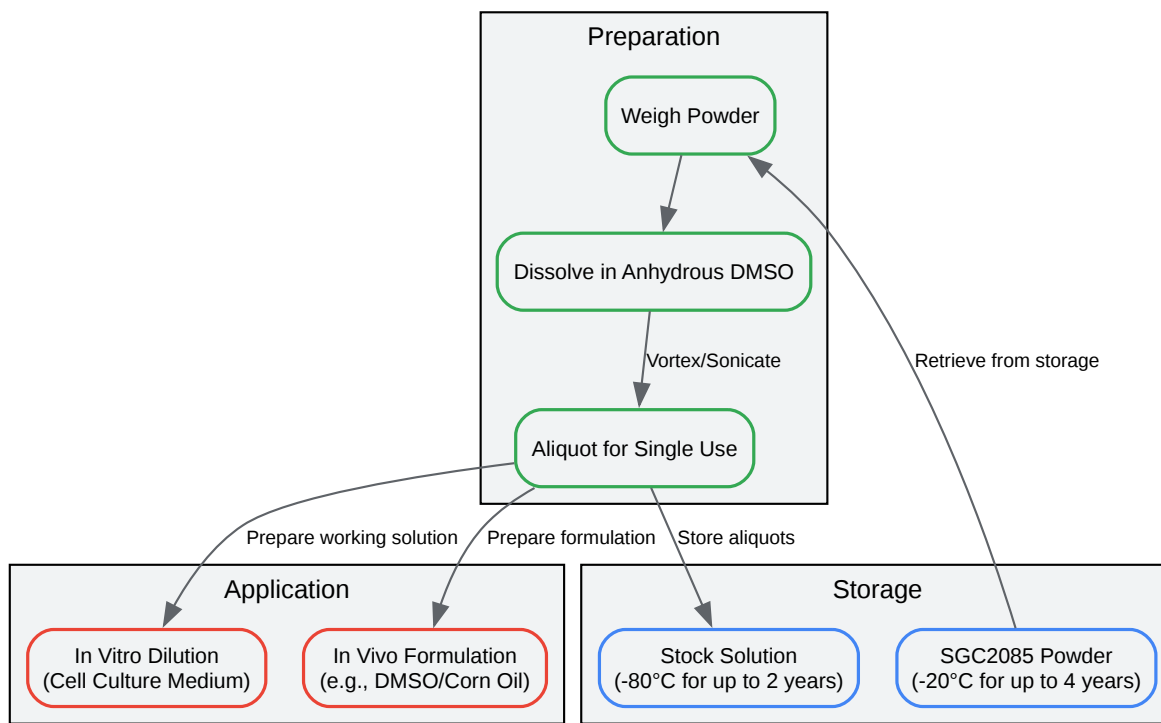 Preparation
Weigh Powder
Dissolve in Anhydrous DMSO
Vortex/Sonicate
Retrieve from storage
Aliquot for Single Use
Prepare working solution
Prepare formulation
Store aliquots
Application
In Vitro Dilution
(Cell Culture Medium)
In Vivo Formulation
(e.g., DMSO/Corn Oil)
Storage
Stock Solution
(-80°C for up to 2 years)
SGC2085 Powder
(-20°C for up to 4 years)